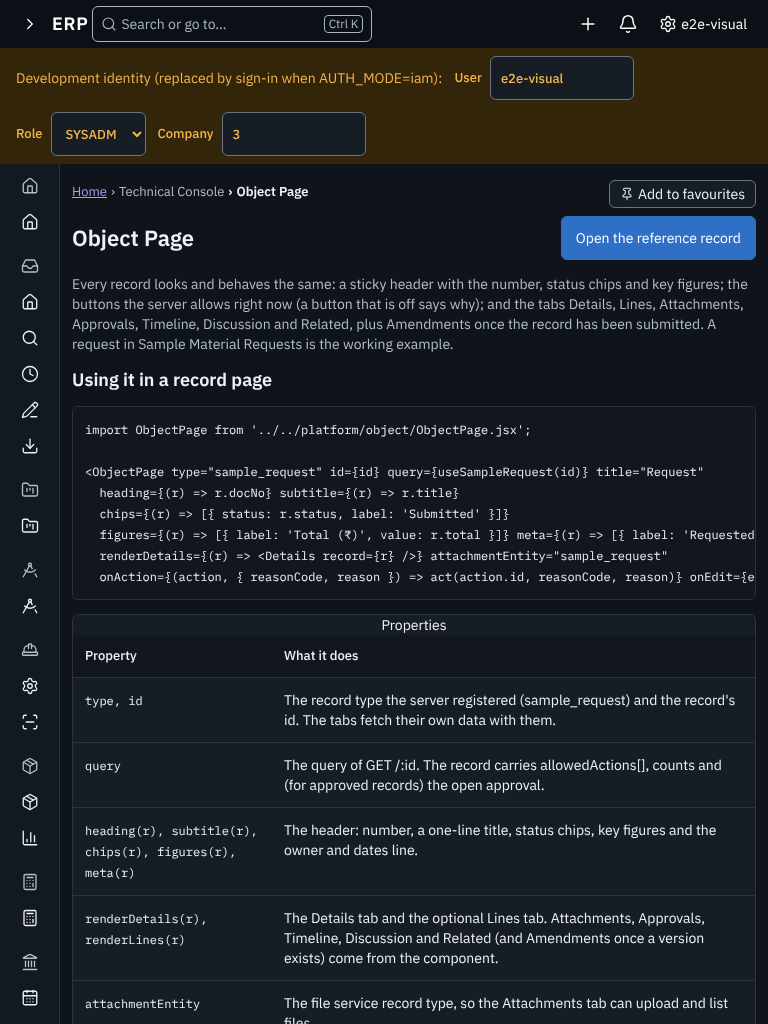 ERP
Search or go to...
Ctrl K
e2e-visual
Development identity (replaced by sign-in when AUTH_MODE=iam):
User
e2e-visual
Role
SYSADM
Company
3
Home › Technical Console › Object Page
Add to favourites
Object Page
Open the reference record
Every record looks and behaves the same: a sticky header with the number, status chips and key figures; the
buttons the server allows right now (a button that is off says why); and the tabs Details, Lines, Attachments,
Approvals, Timeline, Discussion and Related, plus Amendments once the record has been submitted. A
request in Sample Material Requests is the working example.
Using it in a record page
import ObjectPage from '../../platform/object/ObjectPage.jsx';
<ObjectPage type="sample_request" id={id} query={useSampleRequest(id)} title="Request"
heading={(r) => r.docNo} subtitle={(r) => r.title}
chips={(r) => [{ status: r.status, label: 'Submitted' }]}
figures={(r) => [{ label: 'Total (₹)', value: r.total }]} meta={(r) => [{ label: 'Requested
renderDetails={(r) => <Details record={r} />} attachmentEntity="sample_request"
onAction={(action, { reasonCode, reason }) => act(action.id, reasonCode, reason)} onEdit={e
Properties
Property
What it does
type, id
The record type the server registered (sample_request) and the record's
id. The tabs fetch their own data with them.
query
The query of GET /:id. The record carries allowedActions[], counts and
(for approved records) the open approval.
heading(r), subtitle(r),
chips(r), figures(r),
meta(r)
The header: number, a one-line title, status chips, key figures and the
owner and dates line.
renderDetails(r),
renderLines(r)
The Details tab and the optional Lines tab. Attachments, Approvals,
Timeline, Discussion and Related (and Amendments once a version
exists) come from the component.
attachmentEntity
The file service record type, so the Attachments tab can upload and list
files.